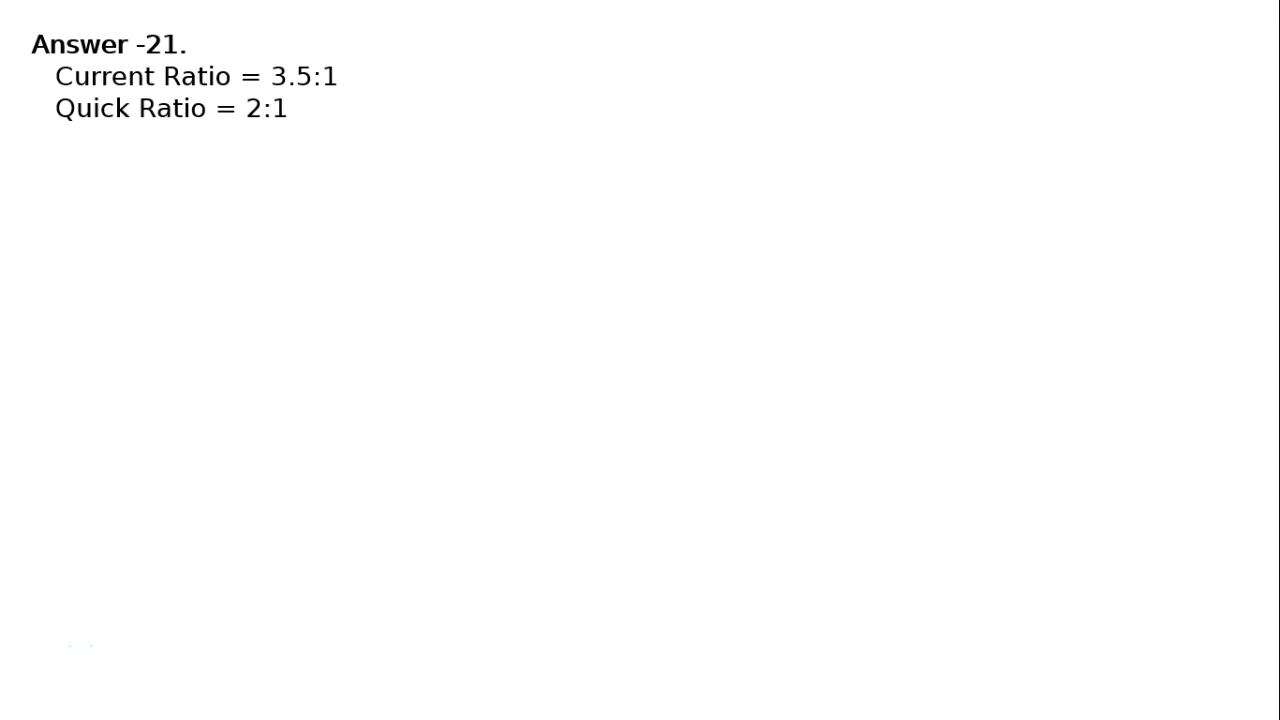 Answer -21.
Current Ratio = 3.5:1
Quick Ratio = 2:1